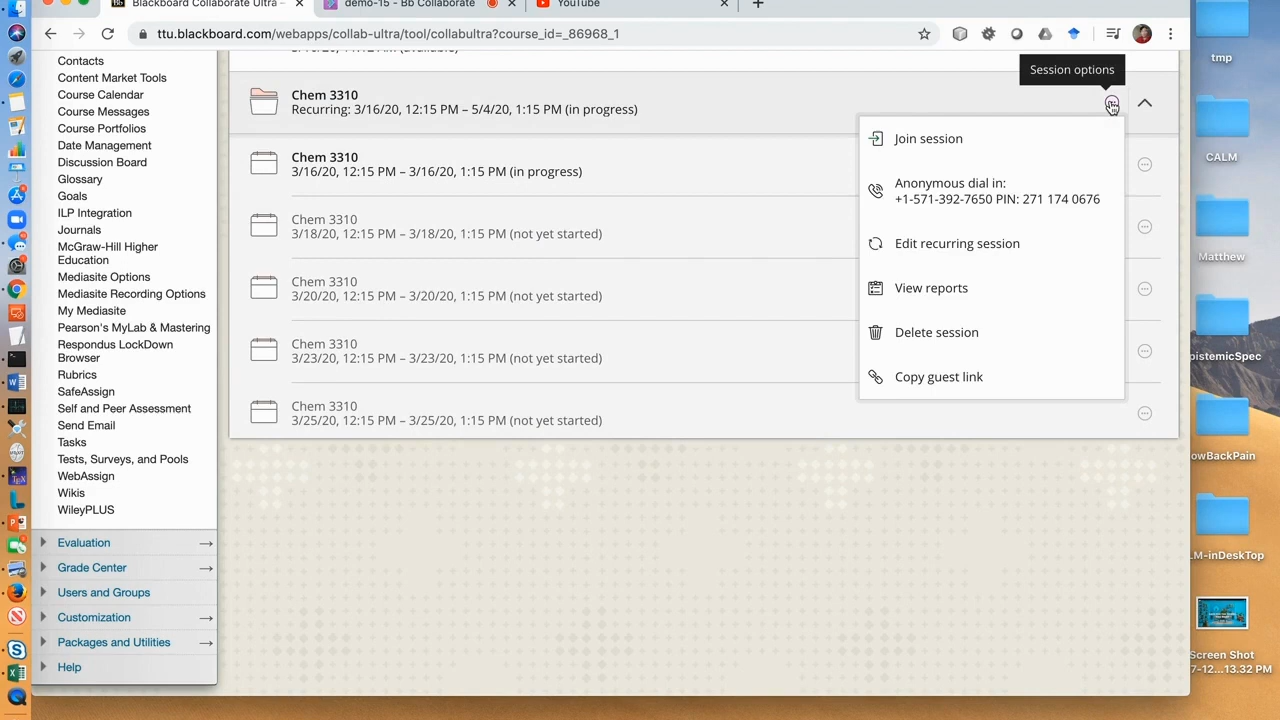 Blackboard Collaborate Ultra –
demo-15 - Bb Collaborate
YouTube
ttu.blackboard.com/webapps/collab-ultra/tool/collabultra?course_id=_86968_1
Session options
Contacts
Content Market Tools
Course Calendar
Course Messages
Course Portfolios
Date Management
Discussion Board
Glossary
Goals
ILP Integration
Journals
McGraw-Hill Higher
Education
Mediasite Options
Mediasite Recording Options
My Mediasite
Pearson's MyLab & Mastering
Respondus LockDown
Browser
Rubrics
SafeAssign
Self and Peer Assessment
Send Email
Tasks
Tests, Surveys, and Pools
WebAssign
Wikis
WileyPLUS
Evaluation
Grade Center
Users and Groups
Customization
Packages and Utilities
Help
Chem 3310
Recurring: 3/16/20, 12:15 PM – 5/4/20, 1:15 PM (in progress)
Chem 3310
3/16/20, 12:15 PM – 3/16/20, 1:15 PM (in progress)
Chem 3310
3/18/20, 12:15 PM – 3/18/20, 1:15 PM (not yet started)
Chem 3310
3/20/20, 12:15 PM – 3/20/20, 1:15 PM (not yet started)
Chem 3310
3/23/20, 12:15 PM – 3/23/20, 1:15 PM (not yet started)
Chem 3310
3/25/20, 12:15 PM – 3/25/20, 1:15 PM (not yet started)
Join session
Anonymous dial in:
+1-571-392-7650 PIN: 271 174 0676
Edit recurring session
View reports
Delete session
Copy guest link
tmp
CALM
Matthew
pistemicSpec
owBackPain
LM-inDeskTop
Screen Shot
7-12...13.32 PM